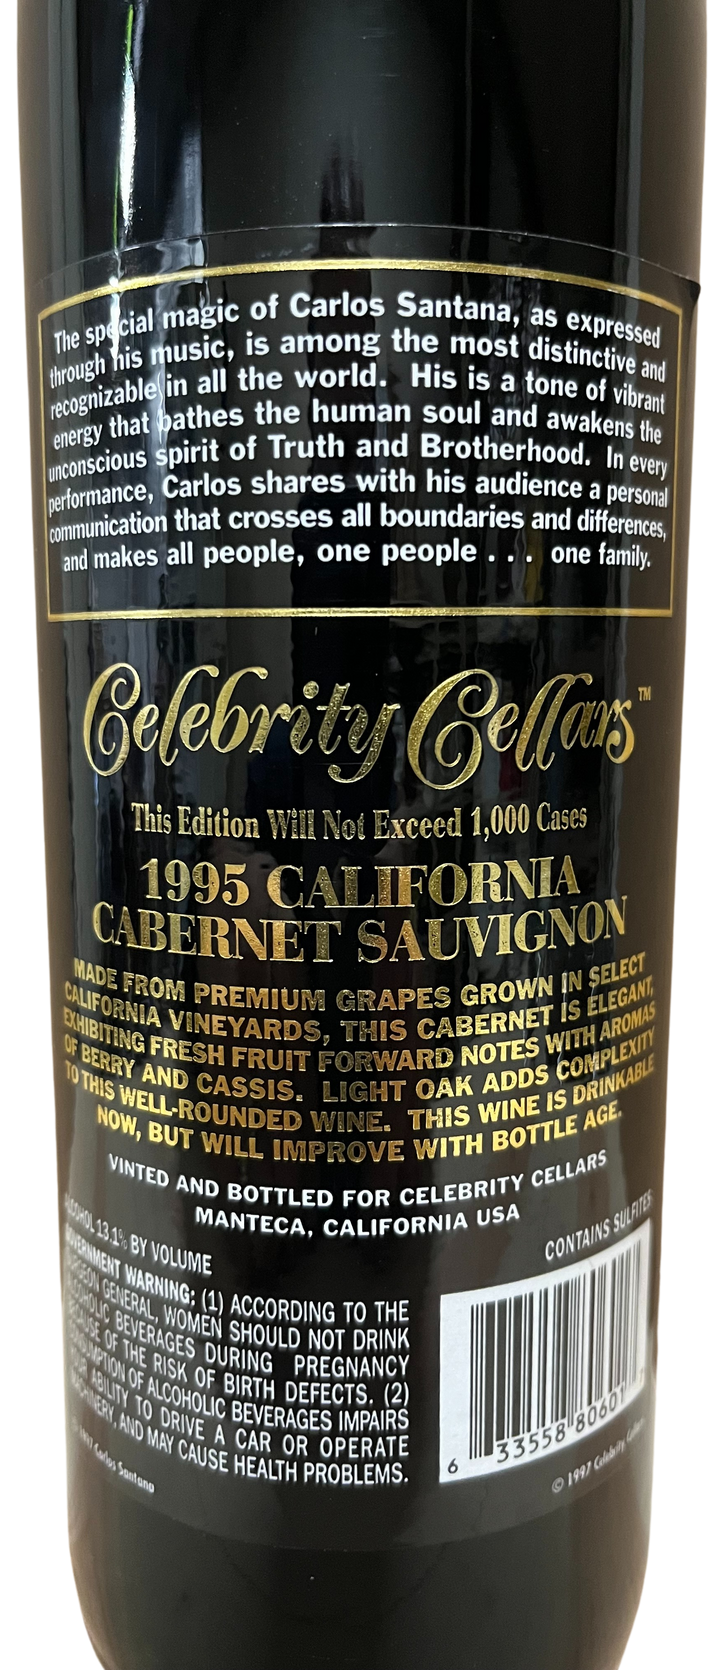 The special magic of Carlos Santana, as expressed
through his music, is among the most distinctive and
recognizable in all the world. His is a tone of vibrant
energy that bathes the human soul and awakens the
unconscious spirit of Truth and Brotherhood. In every
performance, Carlos shares with his audience a personal
communication that crosses all boundaries and differences,
and makes all people, one people . . . one family.
Celebrity Cellars™
This Edition Will Not Exceed 1,000 Cases
1995 CALIFORNIA
CABERNET SAUVIGNON
MADE FROM PREMIUM GRAPES GROWN IN SELECT
CALIFORNIA VINEYARDS, THIS CABERNET IS ELEGANT,
EXHIBITING FRESH FRUIT FORWARD NOTES WITH AROMAS
OF BERRY AND CASSIS. LIGHT OAK ADDS COMPLEXITY
TO THIS WELL-ROUNDED WINE. THIS WINE IS DRINKABLE
NOW, BUT WILL IMPROVE WITH BOTTLE AGE.
VINTED AND BOTTLED FOR CELEBRITY CELLARS
MANTECA, CALIFORNIA USA
ALCOHOL 13.1% BY VOLUME
CONTAINS SULFITES
GOVERNMENT WARNING: (1) ACCORDING TO THE
SURGEON GENERAL, WOMEN SHOULD NOT DRINK
ALCOHOLIC BEVERAGES DURING PREGNANCY
BECAUSE OF THE RISK OF BIRTH DEFECTS. (2)
CONSUMPTION OF ALCOHOLIC BEVERAGES IMPAIRS
YOUR ABILITY TO DRIVE A CAR OR OPERATE
MACHINERY, AND MAY CAUSE HEALTH PROBLEMS.
6 33558 80601
© 1997 Carlos Santana
© 1997 Celebrity